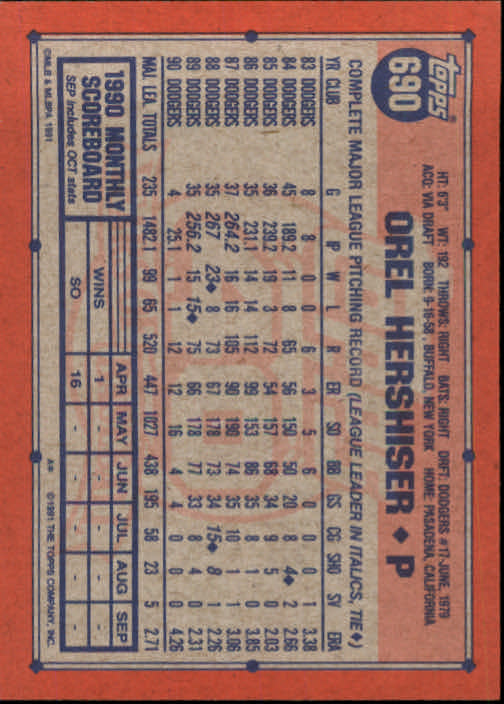 topps®
690
HT: 6'3" WT: 192 THROWS: RIGHT BATS: RIGHT DRFT: DODGERS #17-JUNE, 1979
ACQ: VIA DRAFT BORN: 9-16-58, BUFFALO, NEW YORK HOME: PASADENA, CALIFORNIA
OREL HERSHISER ♦ P
COMPLETE MAJOR LEAGUE PITCHING RECORD (LEAGUE LEADER IN ITALICS, TIE♦)
YR CLUB G IP W L R ER SO BB GS CG SHO SV ERA
83 DODGERS 8 8 0 0 6 3 5 6 0 0 0 1 3.38
84 DODGERS 45 189.2 11 8 65 56 150 50 20 8 4♦ 2 2.66
85 DODGERS 36 239.2 19 3 72 54 157 68 34 9 5 0 2.03
86 DODGERS 35 231.1 14 14 112 99 153 86 35 8 1 0 3.85
87 DODGERS 37 264.2 16 16 105 90 190 74 35 10 1 1 3.06
88 DODGERS 35 267 23♦ 8 73 67 178 73 34 15♦ 8 1 2.26
89 DODGERS 35 256.2 15 15♦ 75 66 178 77 33 8 4 0 2.31
90 DODGERS 4 25.1 1 1 12 12 16 4 4 0 0 0 4.26
MAJ. LEA. TOTALS 235 1482.1 99 65 520 447 1027 438 195 58 23 5 2.71
1990 MONTHLY SCOREBOARD
SEP includes OCT stats
APR MAY JUN JUL AUG SEP
WINS 1 - - - - -
SO 16 - - - - -
©MLB & MLBPA 1991
A* ©1991 THE TOPPS COMPANY, INC.